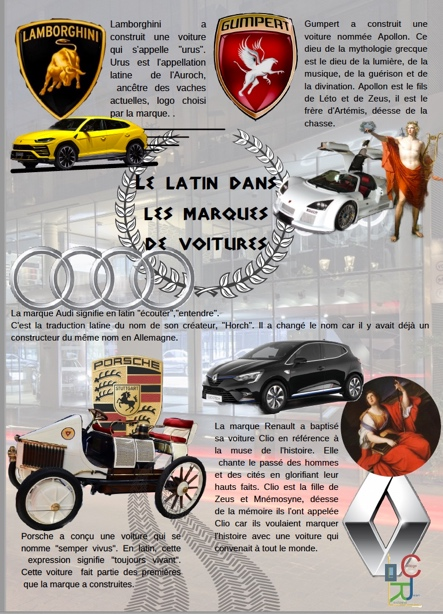 LAMBORGHINI
Lamborghini a
construit une voiture
qui s'appelle "urus".
Urus est l'appellation
latine de l'Auroch,
ancêtre des vaches
actuelles, logo choisi
par la marque. .
GUMPERT
Gumpert a construit une
voiture nommée Apollon. Ce
dieu de la mythologie grecque
est le dieu de la lumière, de la
musique, de la guérison et de
la divination. Apollon est le fils
de Léto et de Zeus, il est le
frère d'Artémis, déesse de la
chasse.
LE LATIN DANS
LES MARQUES
DE VOITURES
La marque Audi signifie en latin "écouter","entendre".
C'est la traduction latine du nom de son créateur, "Horch". Il a changé le nom car il y avait déjà un
constructeur du même nom en Allemagne.
PORSCHE
STUTTGART
La marque Renault a baptisé
sa voiture Clio en référence à
la muse de l'histoire. Elle
chante le passé des hommes
et des cités en glorifiant leur
hauts faits. Clio est la fille de
Zeus et Mnémosyne, déesse
de la mémoire ils l'ont appelée
Clio car ils voulaient marquer
l'histoire avec une voiture qui
convenait à tout le monde.
Porsche a conçu une voiture qui se
nomme "semper vivus". En latin, cette
expression signifie "toujours vivant".
Cette voiture fait partie des premières
que la marque a construites.